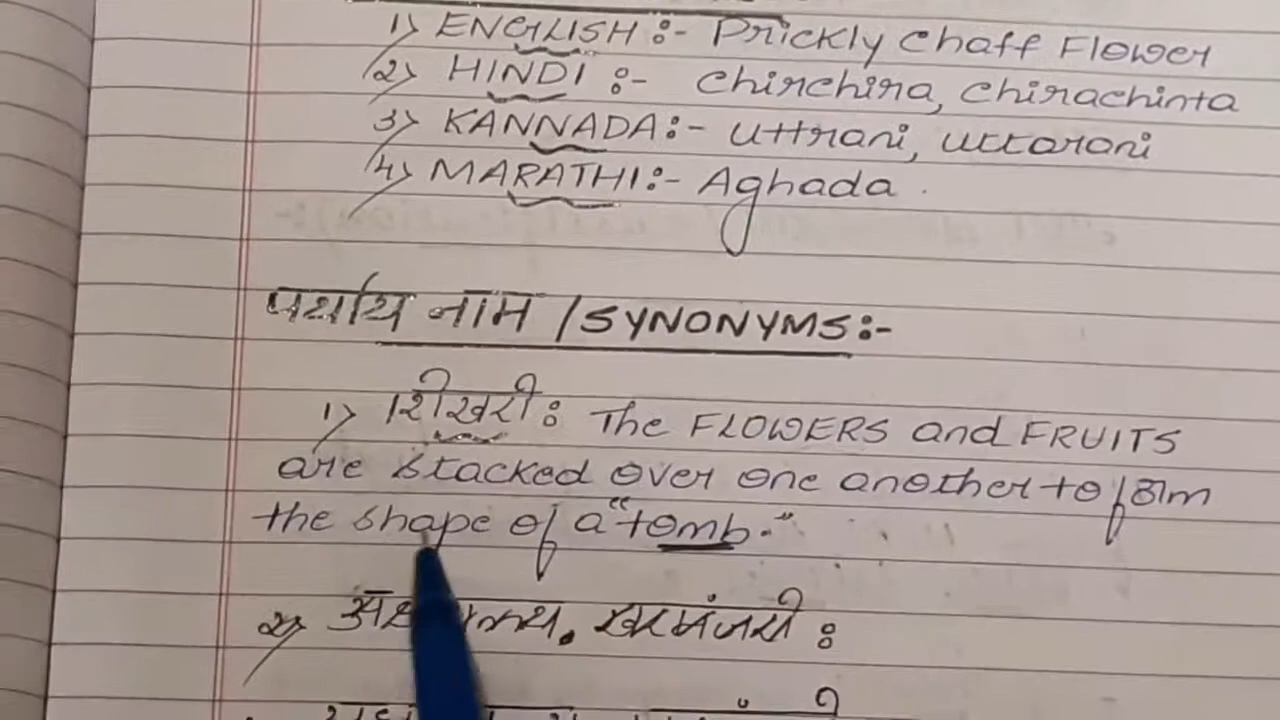 1) ENGLISH :- Prickly Chaff Flower
2) HINDI :- Chirchira, Chirachinta
3) KANNADA:- Uttrani, Uttarani
4) MARATHI:- Aghada.
पर्याय नाम / SYNONYMS:-
1) शिखरी: The FLOWERS and FRUITS
are stacked over one another to form
the shape of a "tomb."
2) खरमंजरी :